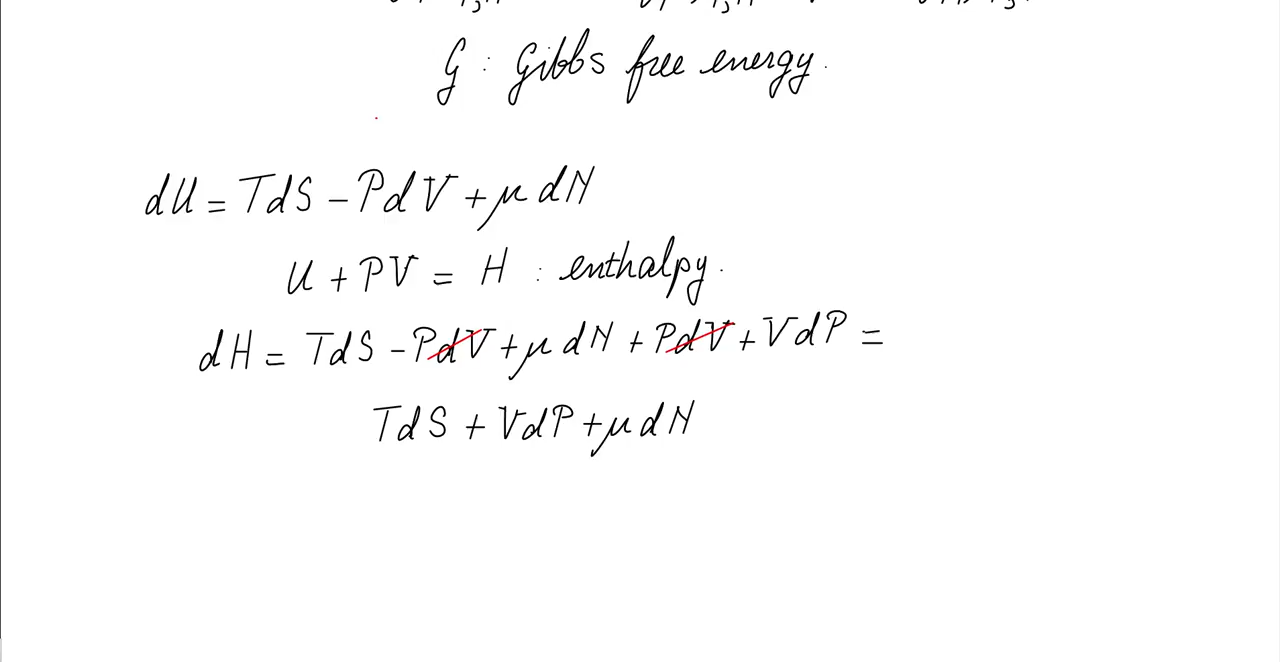 G : Gibbs free energy.
dU = TdS - PdV + μdN
U + PV = H : enthalpy.
dH = TdS - PdV + μdN + PdV + VdP =
TdS + VdP + μdN